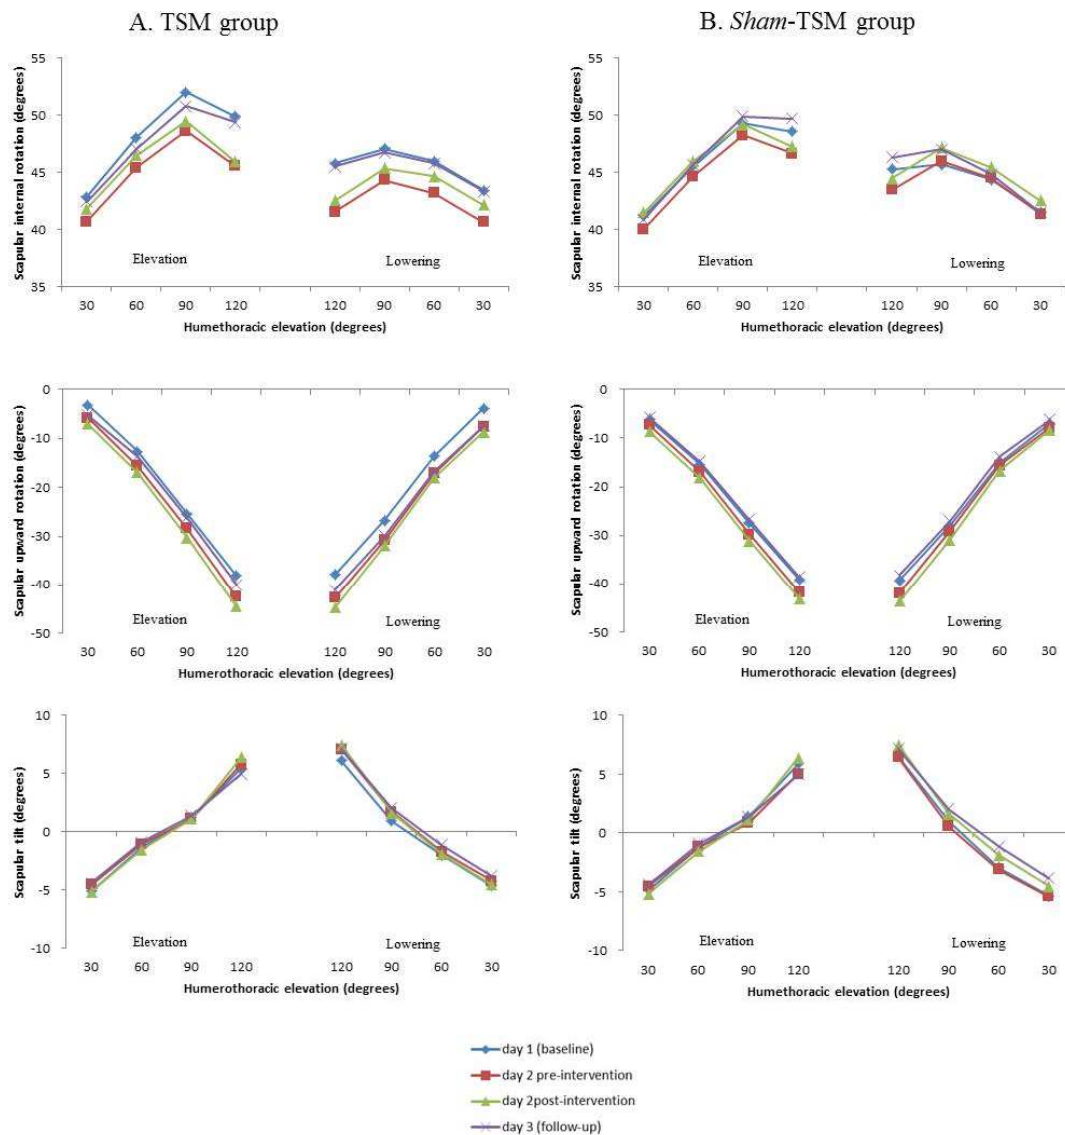 A. TSM group
B. Sham-TSM group
Scapular internal rotation (degrees)
55
50
45
40
35
Elevation
Lowering
30 60 90 120 120 90 60 30
Humethoracic elevation (degrees)
Scapular internal rotation (degrees)
55
50
45
40
35
Elevation
Lowering
30 60 90 120 120 90 60 30
Humethoracic elevation (degrees)
Scapular upward rotation (degrees)
0
-10
-20
-30
-40
-50
Elevation
Lowering
30 60 90 120 120 90 60 30
Humerothoracic elevation (degrees)
Scapular upward rotation (degrees)
0
-10
-20
-30
-40
-50
Elevation
Lowering
30 60 90 120 120 90 60 30
Humerothoracic elevation (degrees)
Scapular tilt (degrees)
10
5
0
-5
-10
Elevation
Lowering
30 60 90 120 120 90 60 30
Humerothoracic elevation (degrees)
Scapular tilt (degrees)
10
5
0
-5
-10
Elevation
Lowering
30 60 90 120 120 90 60 30
Humethoracic elevation (degrees)
day 1 (baseline)
day 2 pre-intervention
day 2post-intervention
day 3 (follow-up)